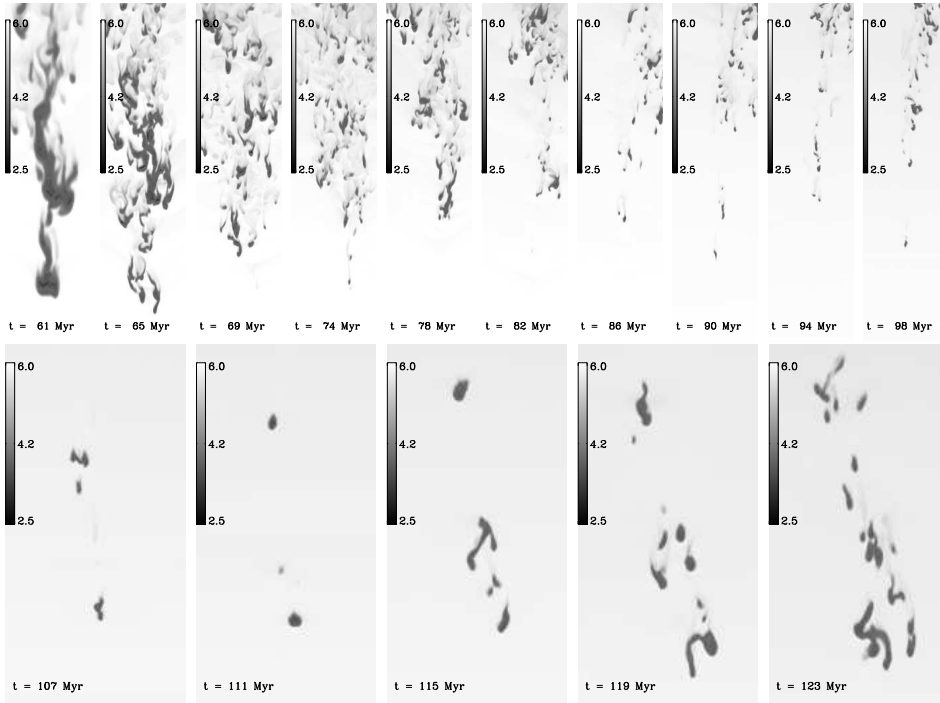 6.0 6.0 6.0 6.0 6.0 6.0 6.0 6.0 6.0 6.0
4.2 4.2 4.2 4.2 4.2 4.2 4.2 4.2 4.2 4.2
2.5 2.5 2.5 2.5 2.5 2.5 2.5 2.5 2.5 2.5
t = 61 Myr t = 65 Myr t = 69 Myr t = 74 Myr t = 78 Myr t = 82 Myr t = 86 Myr t = 90 Myr t = 94 Myr t = 98 Myr
6.0 6.0 6.0 6.0 6.0
4.2 4.2 4.2 4.2 4.2
2.5 2.5 2.5 2.5 2.5
t = 107 Myr t = 111 Myr t = 115 Myr t = 119 Myr t = 123 Myr